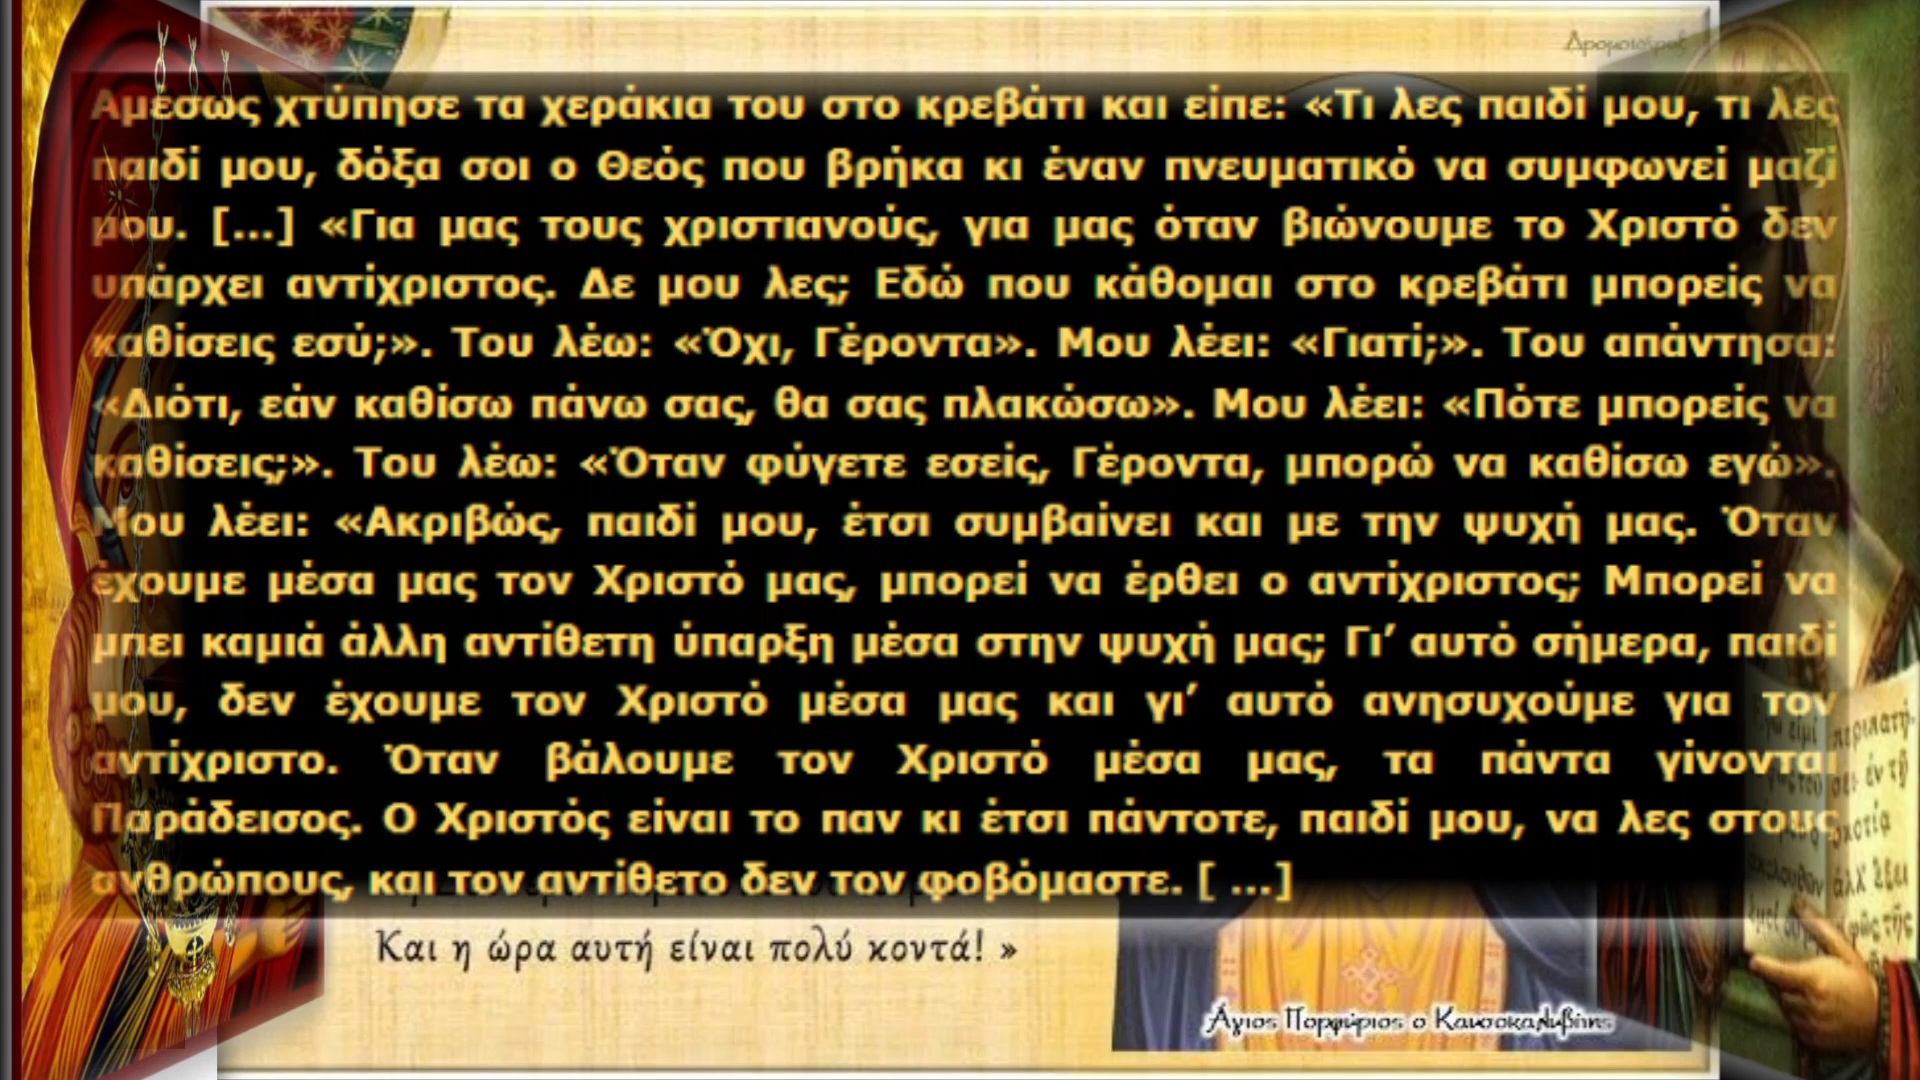 Δρομοκαΐτης
Αμέσως χτύπησε τα χεράκια του στο κρεβάτι και είπε: «Τι λες παιδί μου, τι λες
παιδί μου, δόξα σοι ο Θεός που βρήκα κι έναν πνευματικό να συμφωνεί μαζί
μου. [...] «Για μας τους χριστιανούς, για μας όταν βιώνουμε το Χριστό δεν
υπάρχει αντίχριστος. Δε μου λες; Εδώ που κάθομαι στο κρεβάτι μπορείς να
καθίσεις εσύ;». Του λέω: «Όχι, Γέροντα». Μου λέει: «Γιατί;». Του απάντησα:
«Διότι, εάν καθίσω πάνω σας, θα σας πλακώσω». Μου λέει: «Πότε μπορείς να
καθίσεις;». Του λέω: «Όταν φύγετε εσείς, Γέροντα, μπορώ να καθίσω εγώ».
Μου λέει: «Ακριβώς, παιδί μου, έτσι συμβαίνει και με την ψυχή μας. Όταν
έχουμε μέσα μας τον Χριστό μας, μπορεί να έρθει ο αντίχριστος; Μπορεί να
μπει καμιά άλλη αντίθετη ύπαρξη μέσα στην ψυχή μας; Γι’ αυτό σήμερα, παιδί
μου, δεν έχουμε τον Χριστό μέσα μας και γι’ αυτό ανησυχούμε για τον
αντίχριστο. Όταν βάλουμε τον Χριστό μέσα μας, τα πάντα γίνονται
Παράδεισος. Ο Χριστός είναι το παν κι έτσι πάντοτε, παιδί μου, να λες στους
ανθρώπους, και τον αντίθετο δεν τον φοβόμαστε. [ ...]
Και η ώρα αυτή είναι πολύ κοντά! »
Άγιος Πορφύριος ο Καυσοκαλυβίτης